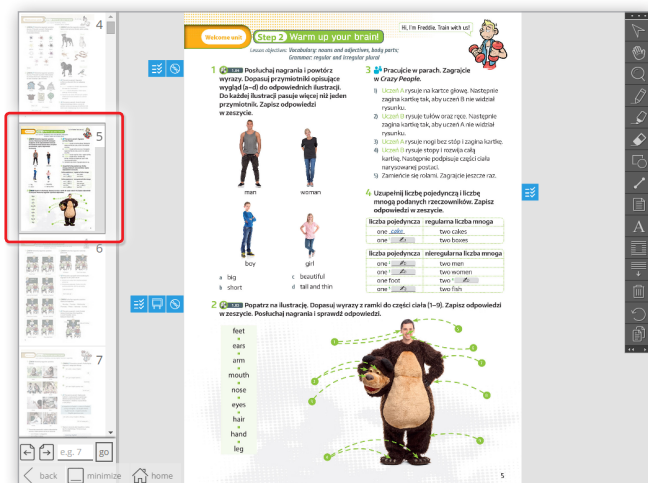 4
5
6
7
e.g. 7
go
back
minimize
home
Welcome unit
Step 2 Warm up your brain!
Hi, I'm Freddie. Train with us!
Lesson objectives: Vocabulary: nouns and adjectives, body parts;
Grammar: regular and irregular plural
1 Posłuchaj nagrania i powtórz
wyrazy. Dopasuj przymiotniki opisujące
wygląd (a–d) do odpowiednich ilustracji.
Do każdej ilustracji pasuje więcej niż jeden
przymiotnik. Zapisz odpowiedzi
w zeszycie.
man
woman
boy
girl
a big
c beautiful
b short
d tall and thin
3 Pracujcie w parach. Zagrajcie
w Crazy People.
1) Uczeń A rysuje na kartce głowę. Następnie
zagina kartkę tak, aby uczeń B nie widział
rysunku.
2) Uczeń B rysuje tułów oraz ręce. Następnie
zagina kartkę tak, aby uczeń A nie widział
rysunku.
3) Uczeń A rysuje nogi bez stóp i zagina kartkę.
4) Uczeń B rysuje stopy i rozwija całą
kartkę. Następnie podpisuje części ciała
narysowanej postaci.
5) Zamieńcie się rolami. Zagrajcie jeszcze raz.
4 Uzupełnij liczbę pojedynczą i liczbę
mnogą podanych rzeczowników. Zapisz
odpowiedzi w zeszycie.
liczba pojedyncza regularna liczba mnoga
one cake two cakes
one two boxes
liczba pojedyncza nieregularna liczba mnoga
one two men
one two women
one foot two
one two fish
2 Popatrz na ilustrację. Dopasuj wyrazy z ramki do części ciała (1–9). Zapisz odpowiedzi
w zeszycie. Posłuchaj nagrania i sprawdź odpowiedzi.
feet
ears
arm
mouth
nose
eyes
hair
hand
leg
5
A